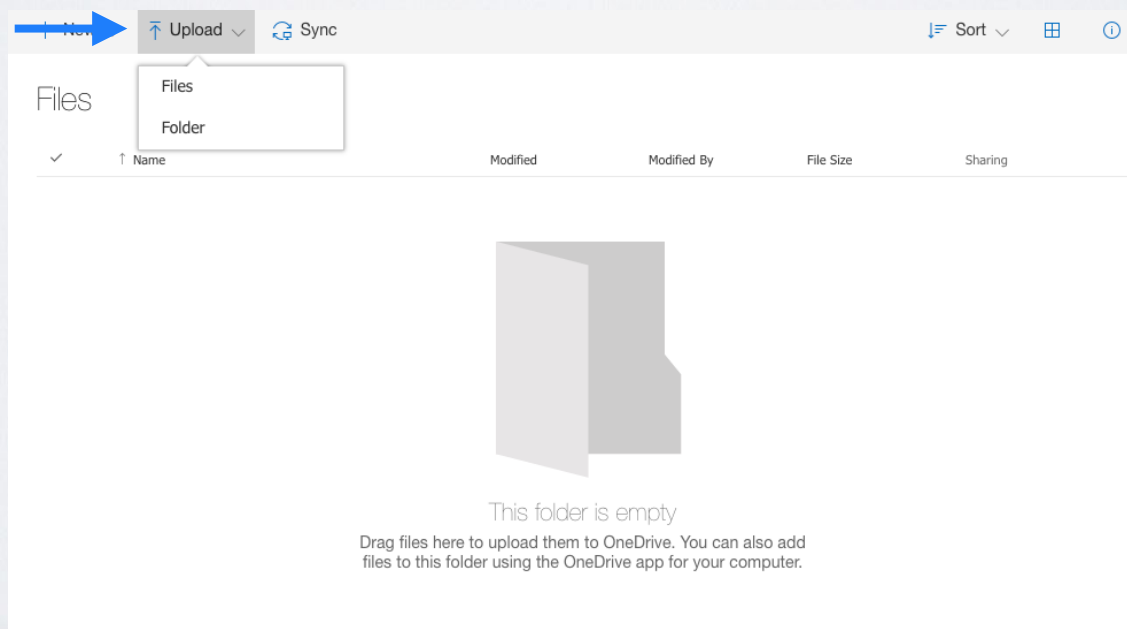 New Upload Sync Sort
Files
Folder
Files
Name Modified Modified By File Size Sharing
This folder is empty
Drag files here to upload them to OneDrive. You can also add
files to this folder using the OneDrive app for your computer.